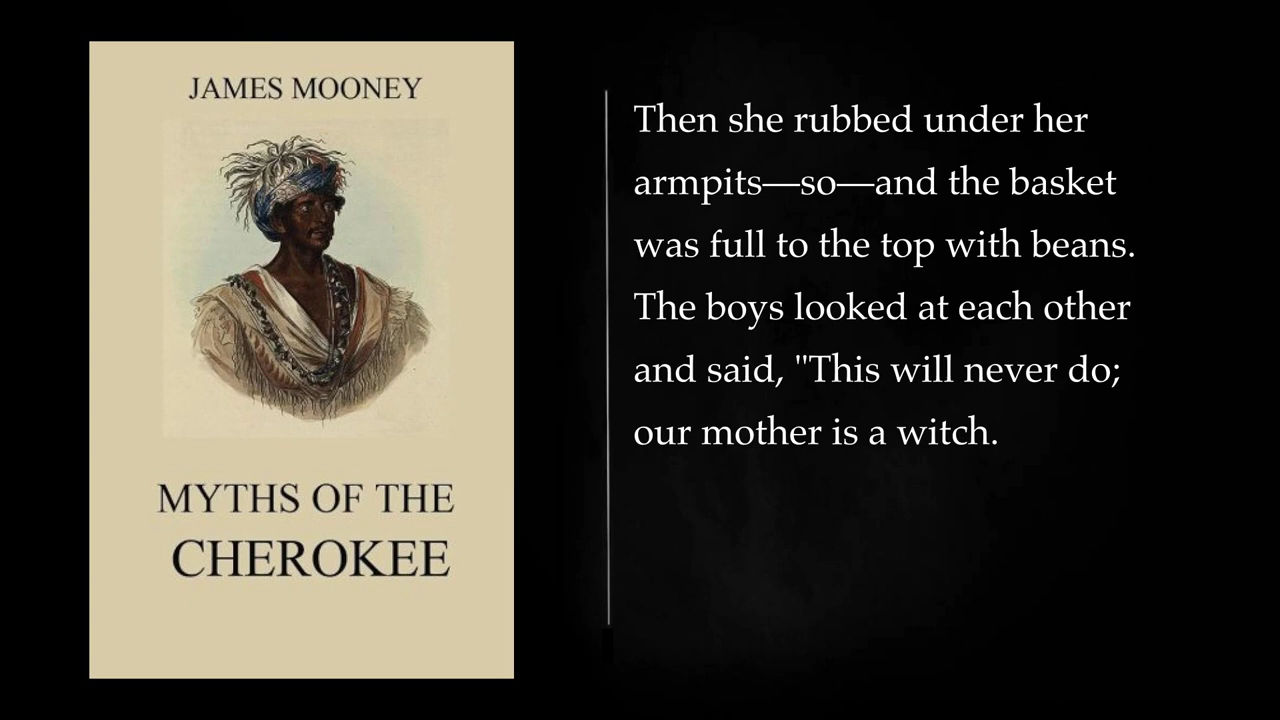 JAMES MOONEY
MYTHS OF THE
CHEROKEE
Then she rubbed under her
armpits—so—and the basket
was full to the top with beans.
The boys looked at each other
and said, "This will never do;
our mother is a witch.